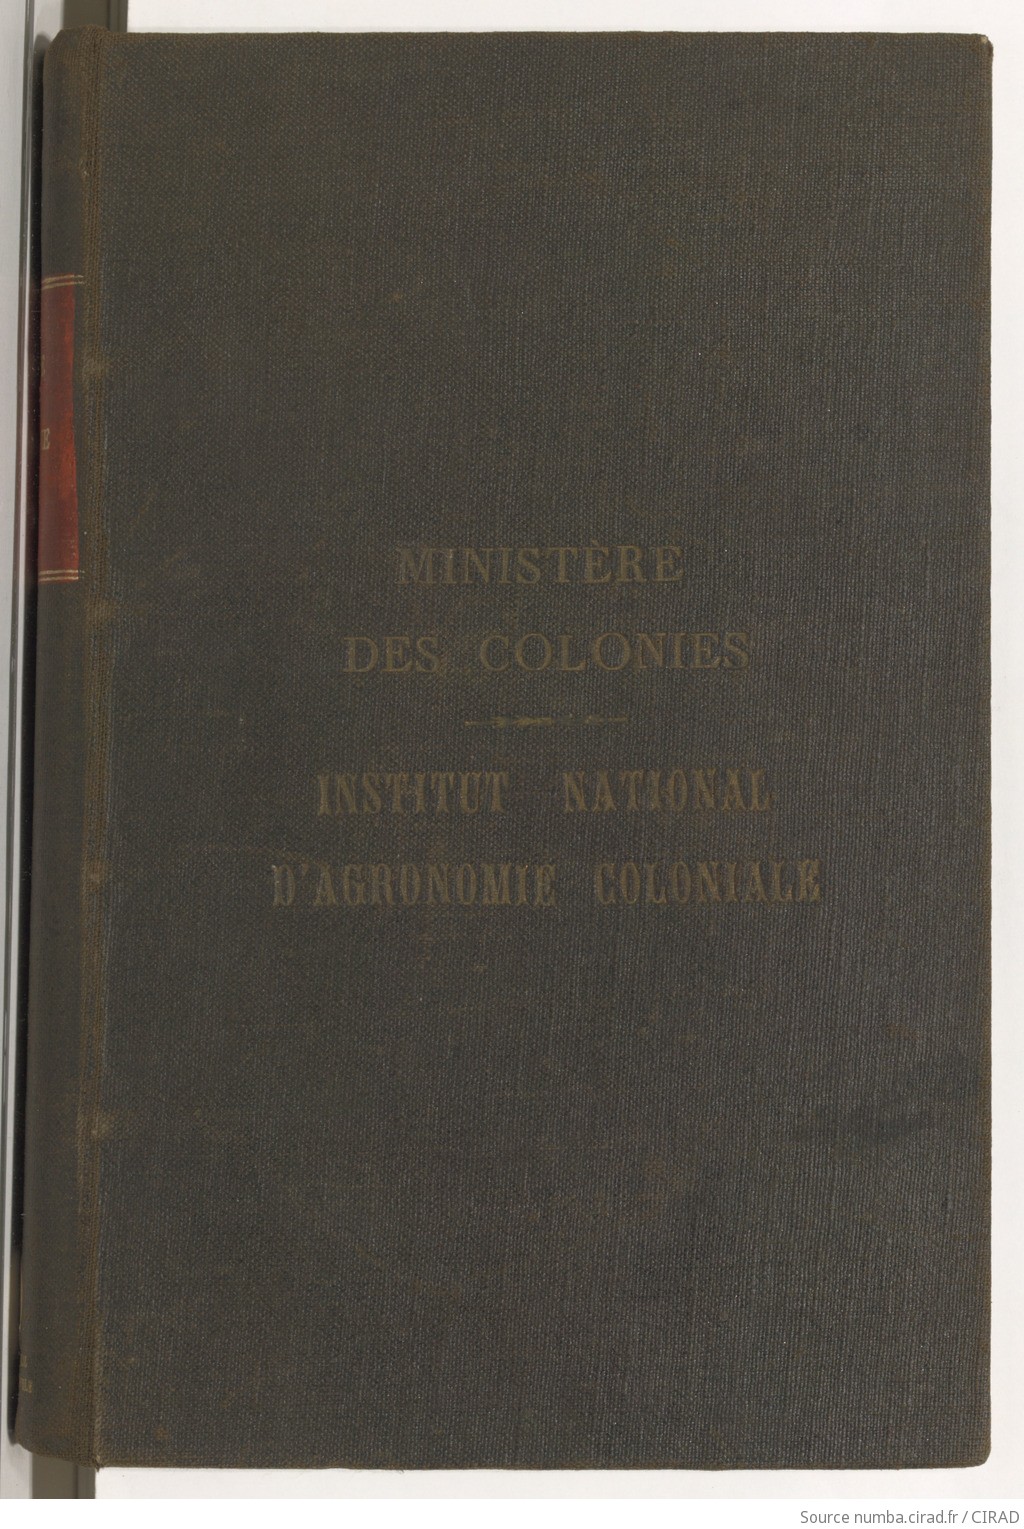 MINISTÈRE
DES COLONIES
INSTITUT NATIONAL
D'AGRONOMIE COLONIALE
Source numba.cirad.fr / CIRAD